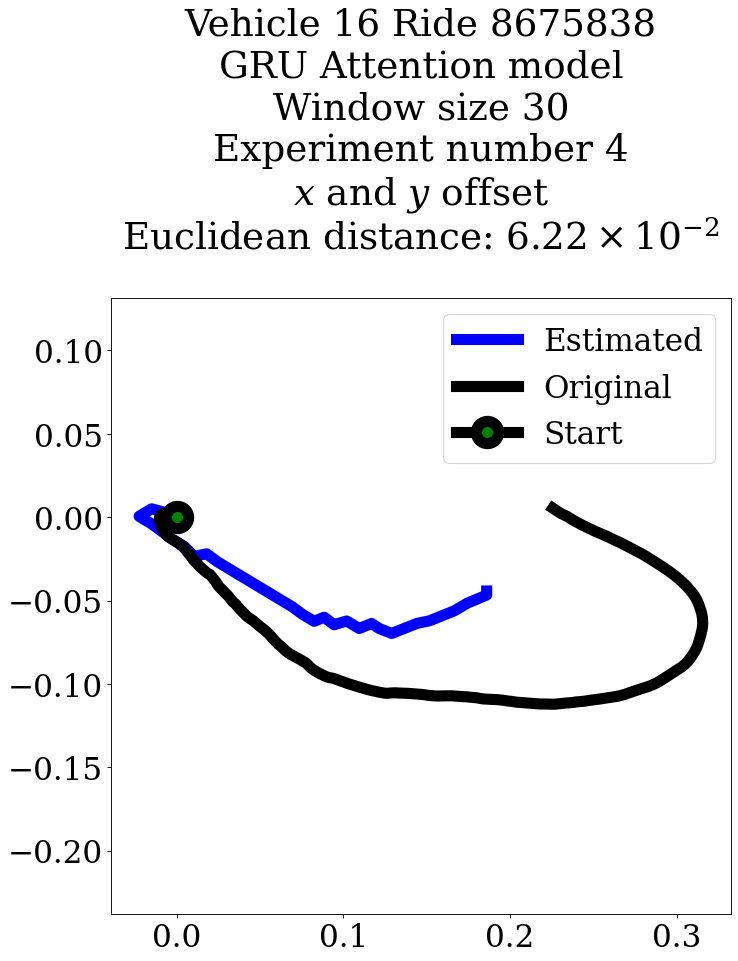 Vehicle 16 Ride 8675838
GRU Attention model
Window size 30
Experiment number 4
x and y offset
Euclidean distance: 6.22 × 10⁻²
Estimated
Original
Start
0.10
0.05
0.00
−0.05
−0.10
−0.15
−0.20
0.0 0.1 0.2 0.3